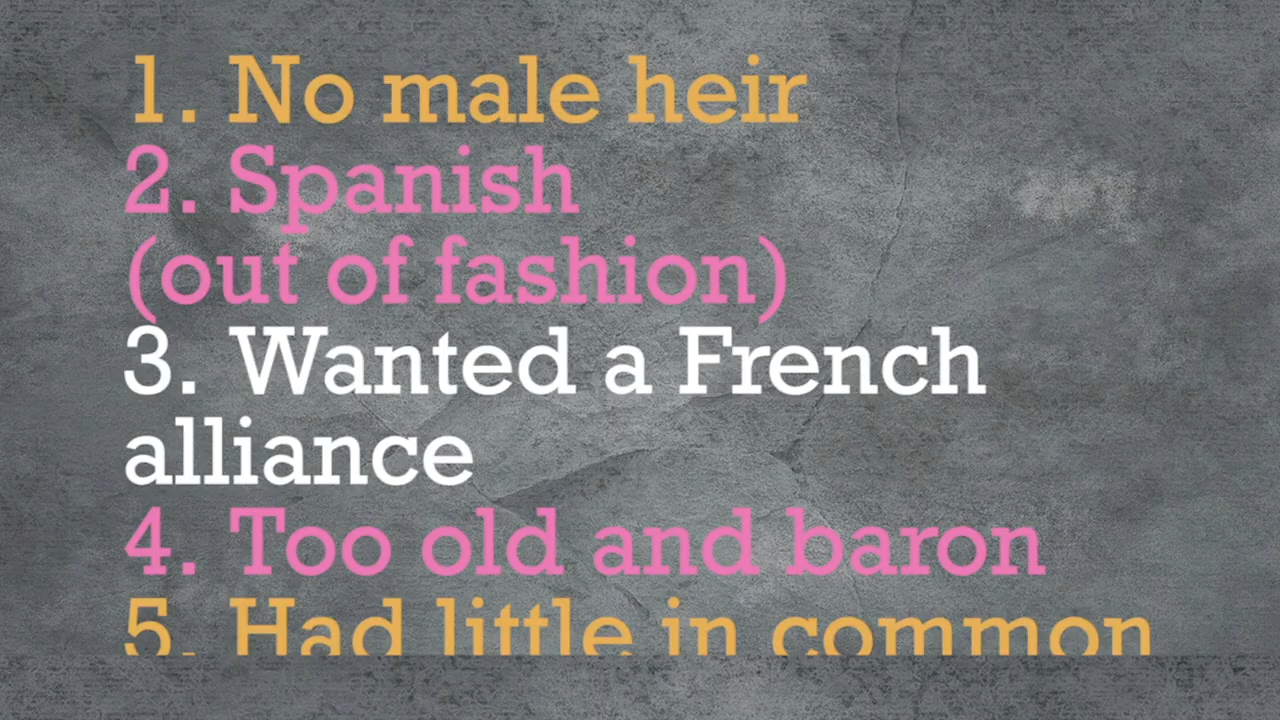 1. No male heir
2. Spanish
(out of fashion)
3. Wanted a French
alliance
4. Too old and baron
5. Had little in common